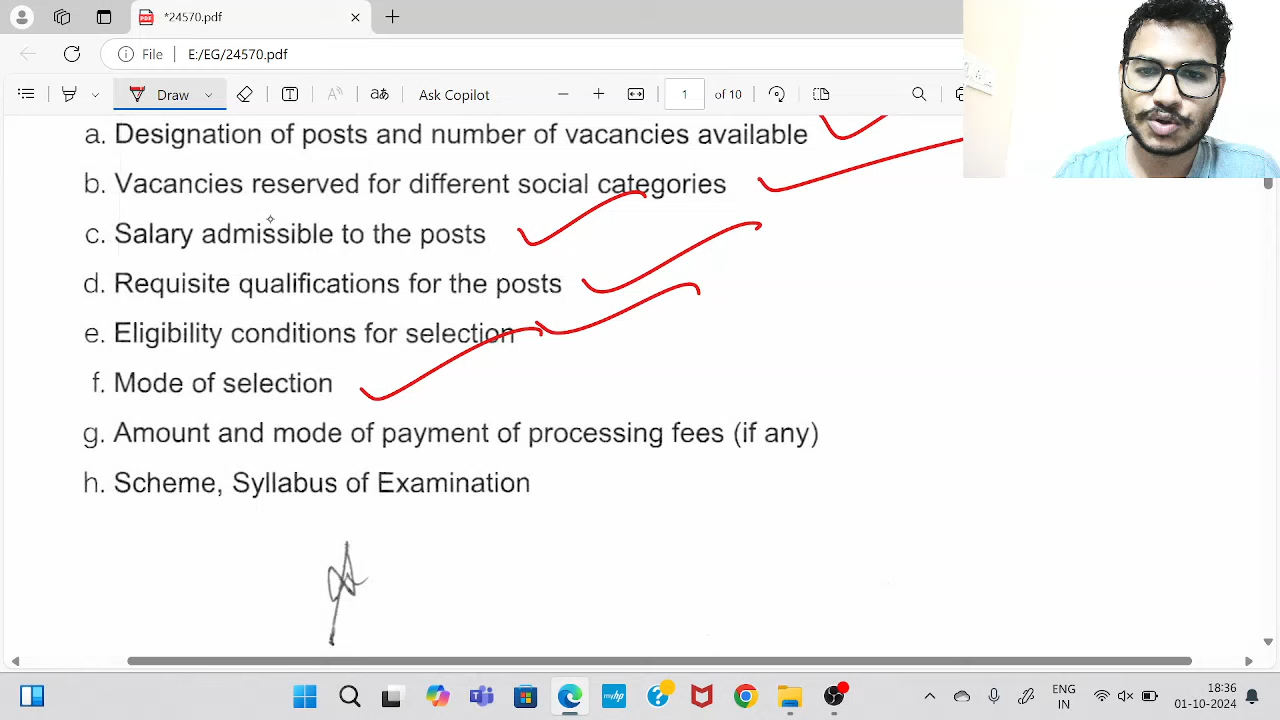 *24570.pdf
File E:/EG/24570.pdf
Draw Ask Copilot 1 of 10
a. Designation of posts and number of vacancies available
b. Vacancies reserved for different social categories
c. Salary admissible to the posts
d. Requisite qualifications for the posts
e. Eligibility conditions for selection
f. Mode of selection
g. Amount and mode of payment of processing fees (if any)
h. Scheme, Syllabus of Examination
ENG 18:36
IN 01-10-2024